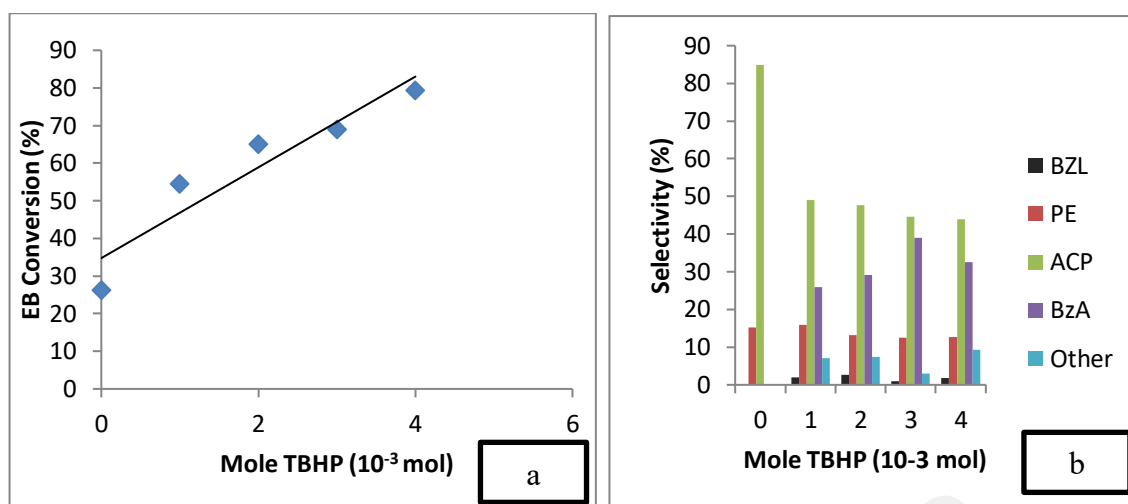 EB Conversion (%)
90
80
70
60
50
40
30
20
10
0
0 2 4 6
Mole TBHP (10⁻³ mol)
a
Selectivity (%)
90
80
70
60
50
40
30
20
10
0
0 1 2 3 4
Mole TBHP (10-3 mol)
BZL
PE
ACP
BzA
Other
b